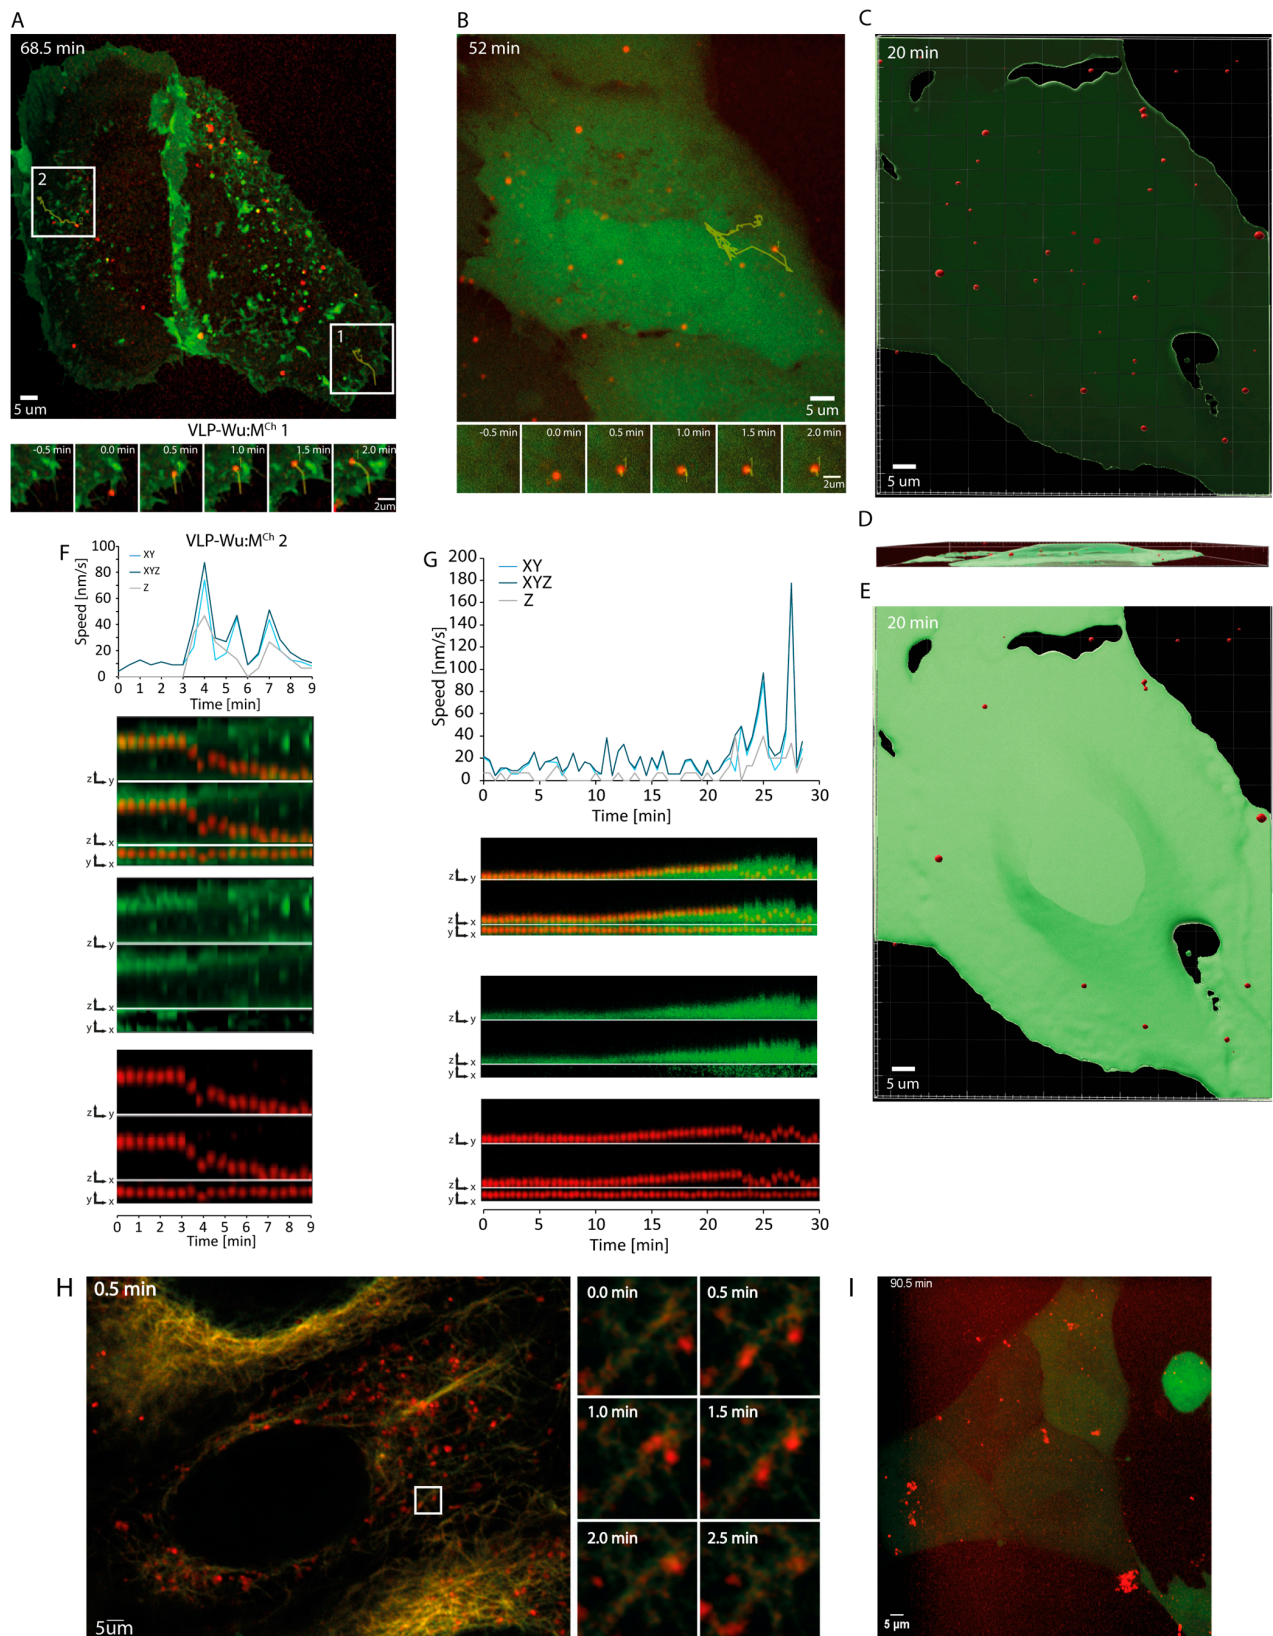 A
68.5 min
2
1
5 um
VLP-Wu:MCh 1
-0.5 min
0.0 min
0.5 min
1.0 min
1.5 min
2.0 min
2um
B
52 min
5 um
-0.5 min
0.0 min
0.5 min
1.0 min
1.5 min
2.0 min
2um
C
20 min
5 um
D
E
20 min
5 um
F
VLP-Wu:MCh 2
XY
XYZ
Z
Speed [nm/s]
100
80
60
40
20
0
0 1 2 3 4 5 6 7 8 9
Time [min]
z y
z x
y x
z y
z x
y x
z y
z x
y x
0 1 2 3 4 5 6 7 8 9
Time [min]
G
XY
XYZ
Z
Speed [nm/s]
200
180
160
140
120
100
80
60
40
20
0
0 5 10 15 20 25 30
Time [min]
z y
z x
y x
z y
z x
y x
z y
z x
y x
0 5 10 15 20 25 30
Time [min]
H
0.5 min
5um
0.0 min
0.5 min
1.0 min
1.5 min
2.0 min
2.5 min
I
90.5 min
5 µm